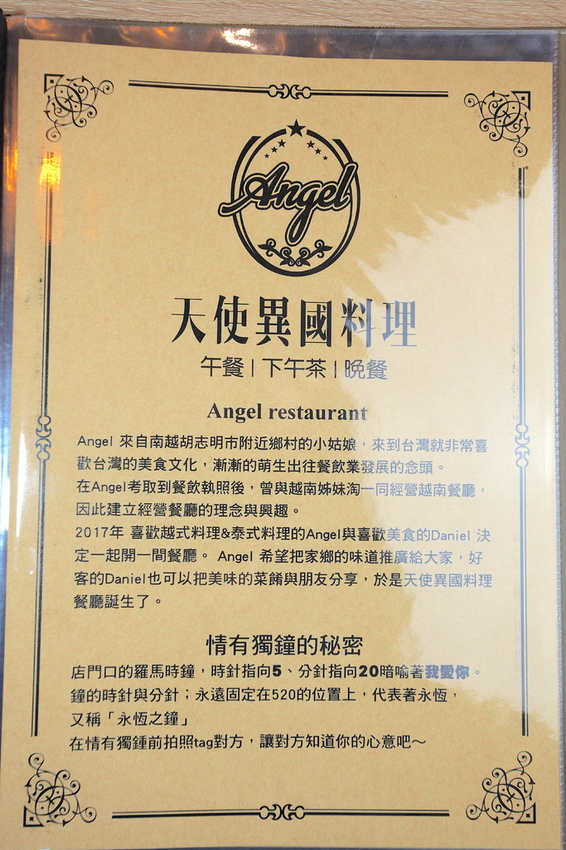 Angel
天使異國料理
午餐 | 下午茶 | 晚餐
Angel restaurant
Angel 來自南越胡志明市附近鄉村的小姑娘，來到台灣就非常喜
歡台灣的美食文化，漸漸的萌生出往餐飲業發展的念頭。
在Angel考取到餐飲執照後，曾與越南姊妹淘一同經營越南餐廳，
因此建立經營餐廳的理念與興趣。
2017年 喜歡越式料理&泰式料理的Angel與喜歡美食的Daniel 決
定一起開一間餐廳。 Angel 希望把家鄉的味道推廣給大家，好
客的Daniel也可以把美味的菜餚與朋友分享，於是天使異國料理
餐廳誕生了。
情有獨鐘的秘密
店門口的羅馬時鐘，時針指向5、分針指向20暗喻著我愛你。
鐘的時針與分針；永遠固定在520的位置上，代表著永恆，
又稱「永恆之鐘」
在情有獨鍾前拍照tag對方，讓對方知道你的心意吧～